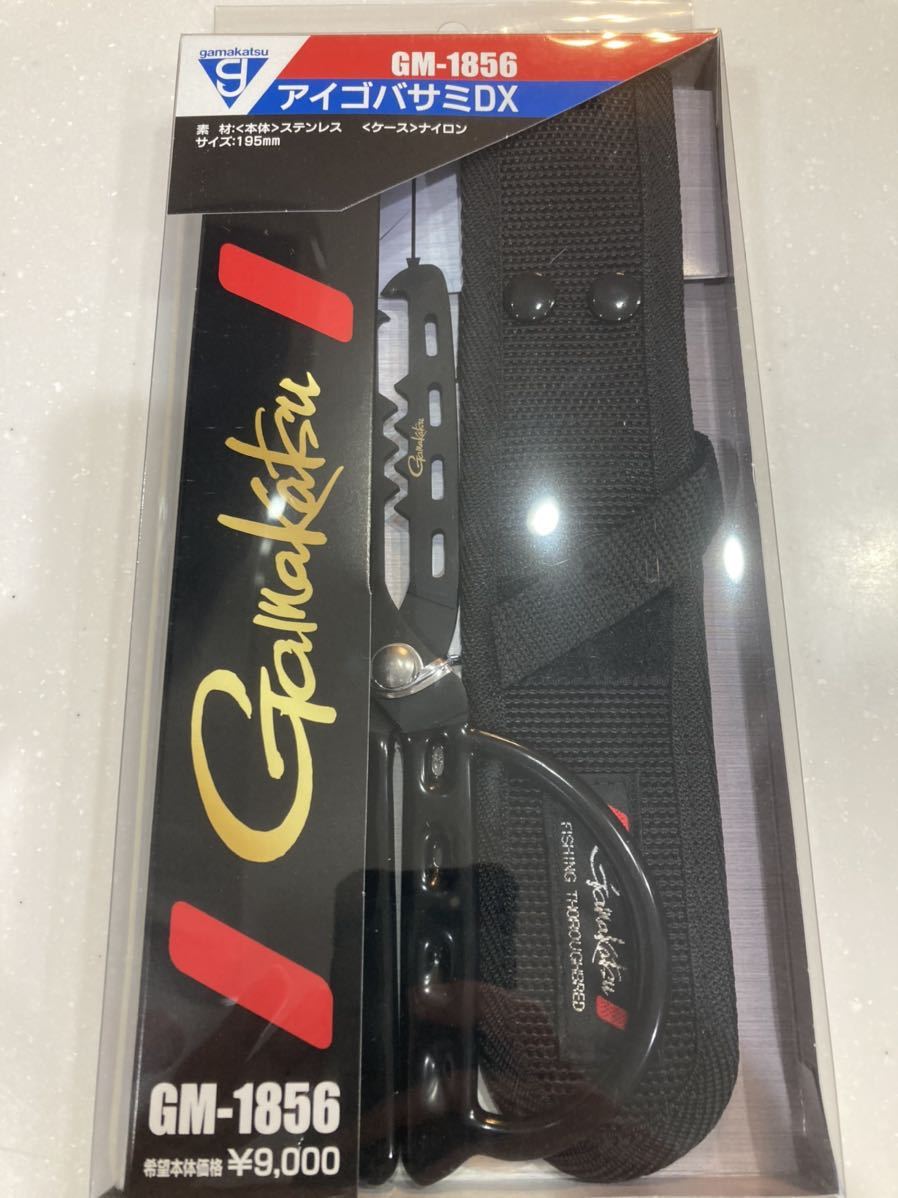 gamakatsu
g
GM-1856
アイゴバサミDX
素 材:<本体>ステンレス <ケース>ナイロン
サイズ:195mm
Gamakatsu
Gamakatsu
Gamakatsu
FISHING THOROUGHBRED
GM-1856
希望本体価格 ¥9,000